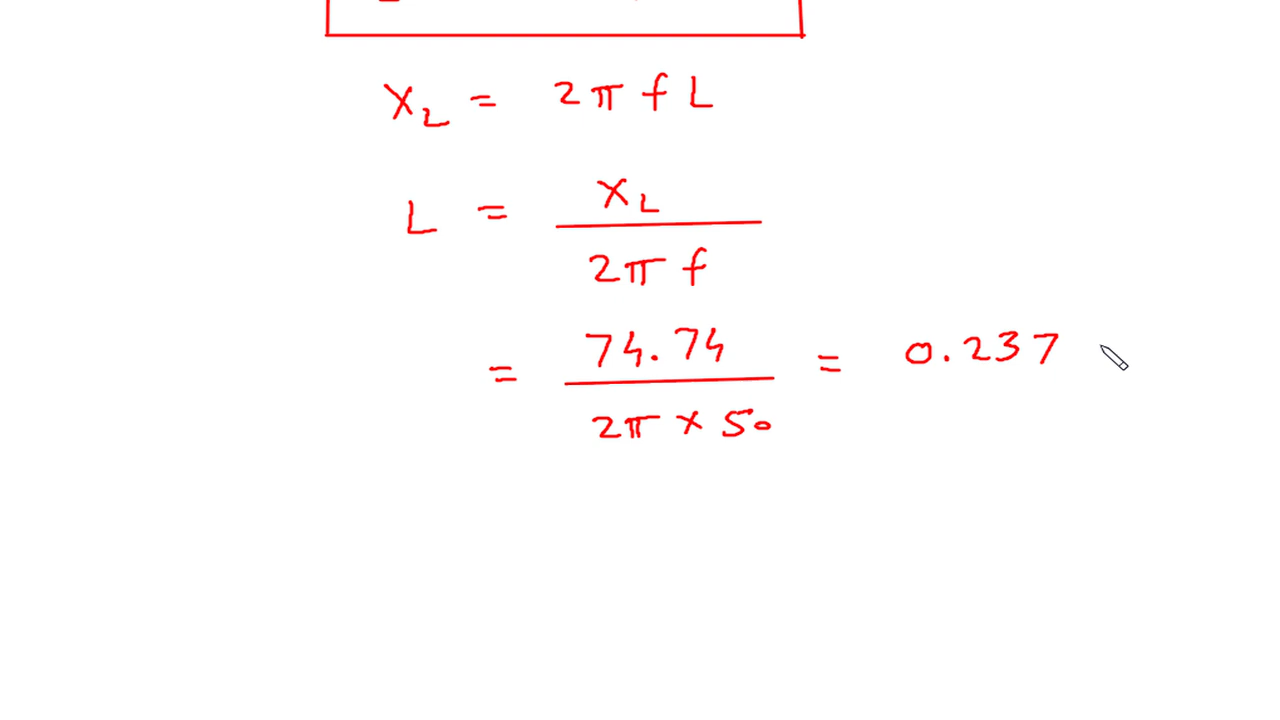 X_L = 2π f L
L = X_L / 2π f
= 74.74 / 2π × 50 = 0.237